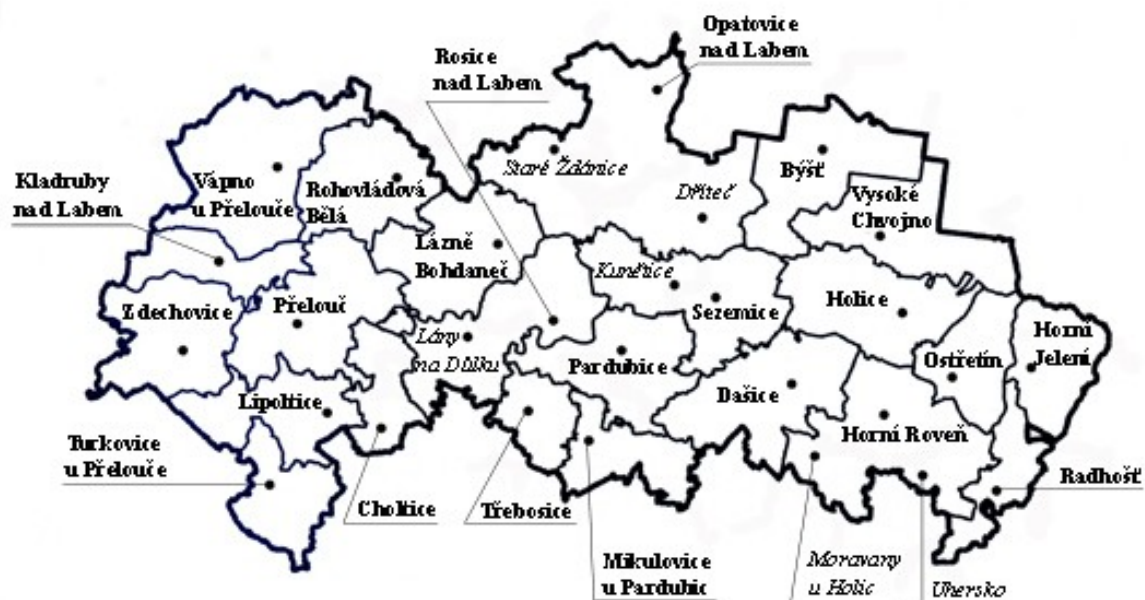 Opatovice
nad Labem
Rosice
nad Labem
Staré Ždánice
Býšť
Kladruby
nad Labem
Vápno
u Přelouče
Rohovládová
Bělá
Dříteč
Vysoké
Chvojno
Lázně
Bohdaneč
Kunětice
Zdechovice
Přelouč
Sezemice
Holice
Horní
Jelení
Lány
na Důlku
Pardubice
Ostřetín
Lipoltice
Dašice
Turkovice
u Přelouče
Horní Roveň
Radhošť
Choltice
Třebosice
Mikulovice
u Pardubic
Moravany
u Holic
Uhersko